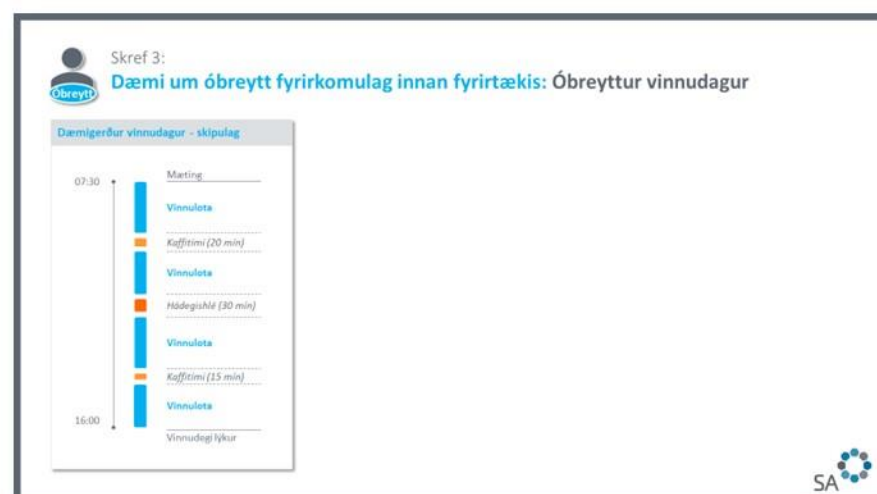 Skref 3:
Óbreytt
Dæmi um óbreytt fyrirkomulag innan fyrirtækis: Óbreyttur vinnudagur
Dæmigerður vinnudagur - skipulag
07:30
Mæting
Vinnulota
Kaffitími (20 mín)
Vinnulota
Hádegishlé (30 mín)
Vinnulota
Kaffitími (15 mín)
Vinnulota
16:00
Vinnudegi lýkur
SA